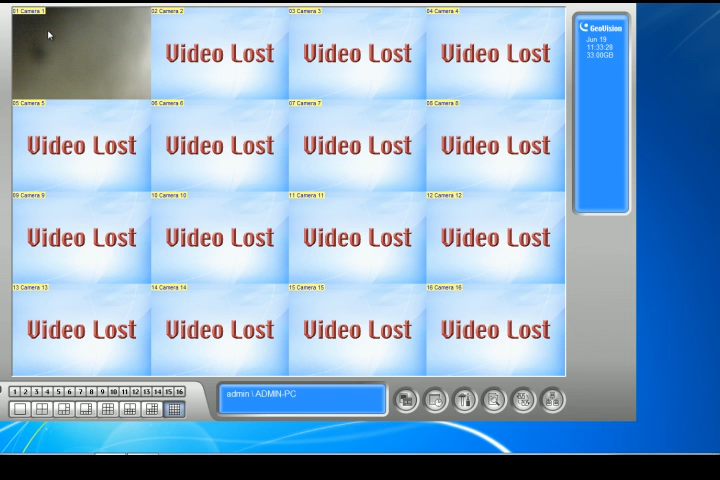 01 Camera 1 02 Camera 2 03 Camera 3 04 Camera 4
Video Lost Video Lost Video Lost
05 Camera 5 06 Camera 6 07 Camera 7 08 Camera 8
Video Lost Video Lost Video Lost Video Lost
09 Camera 9 10 Camera 10 11 Camera 11 12 Camera 12
Video Lost Video Lost Video Lost Video Lost
13 Camera 13 14 Camera 14 15 Camera 15 16 Camera 16
Video Lost Video Lost Video Lost Video Lost
GeoVision
Jun 19
11:33:28
33.00GB
1 2 3 4 5 6 7 8 9 10 11 12 13 14 15 16
admin \ ADMIN-PC